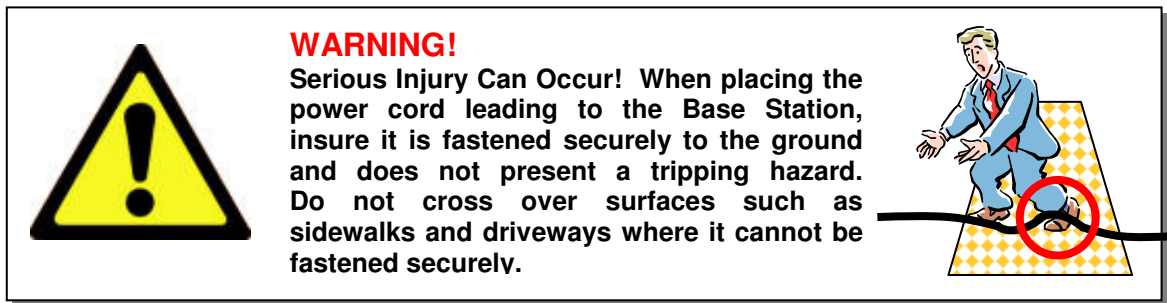 WARNING!
Serious Injury Can Occur! When placing the
power cord leading to the Base Station,
insure it is fastened securely to the ground
and does not present a tripping hazard.
Do not cross over surfaces such as
sidewalks and driveways where it cannot be
fastened securely.